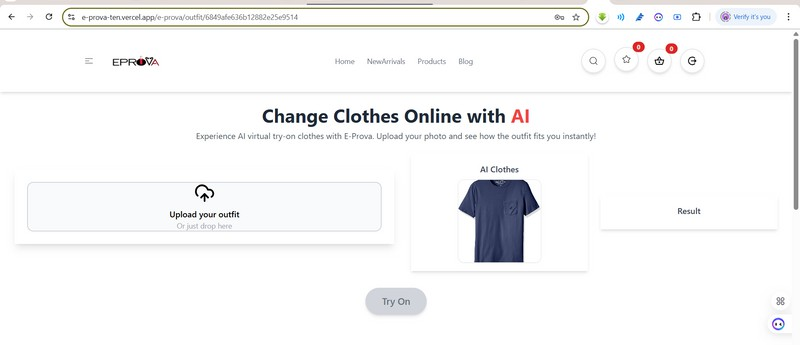 e-prova-ten.vercel.app/e-prova/outfit/6849afe636b12882e25e9514
Verify it's you
EPROVA
Home
NewArrivals
Products
Blog
0
0
Change Clothes Online with AI
Experience AI virtual try-on clothes with E-Prova. Upload your photo and see how the outfit fits you instantly!
Upload your outfit
Or just drop here
AI Clothes
Result
Try On